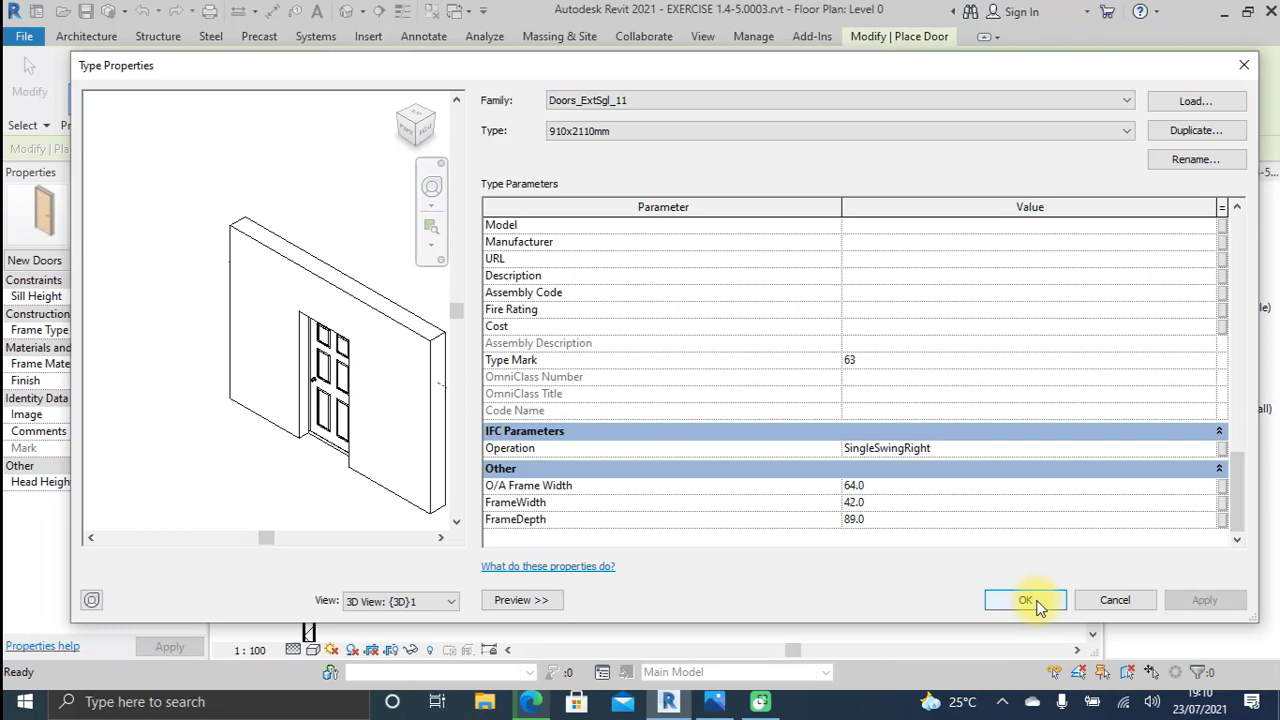 Autodesk Revit 2021 - EXERCISE 1.4-5.0003.rvt - Floor Plan: Level 0
Sign In
File Architecture Structure Steel Precast Systems Insert Annotate Analyze Massing & Site Collaborate View Manage Add-Ins Modify | Place Door
Modify
Select
Modify | Pla
Properties
New Doors
Constraints
Sill Height
Construction
Frame Type
Materials and
Frame Mate
Finish
Identity Data
Image
Comments
Mark
Other
Head Heigh
Properties help
Apply
Type Properties
Family: Doors_ExtSgl_11 Load...
Type: 910x2110mm Duplicate...
Rename...
Type Parameters
Parameter Value =
Model
Manufacturer
URL
Description
Assembly Code
Fire Rating
Cost
Assembly Description
Type Mark 63
OmniClass Number
OmniClass Title
Code Name
IFC Parameters
Operation SingleSwingRight
Other
O/A Frame Width 64.0
FrameWidth 42.0
FrameDepth 89.0
What do these properties do?
View: 3D View: {3D}1 Preview >> OK Cancel Apply
1 : 100
Ready :0 Main Model :0
Type here to search
25°C
19:10
23/07/2021